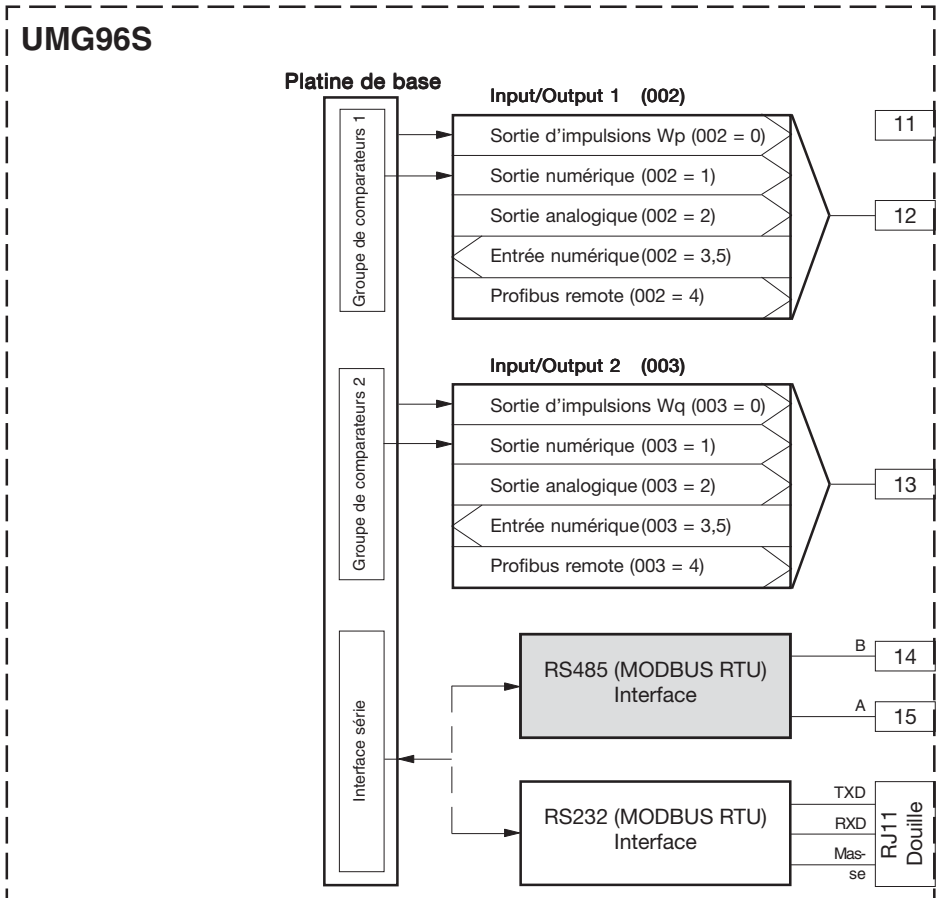 UMG96S
Platine de base
Groupe de comparateurs 1
Input/Output 1 (002)
Sortie d'impulsions Wp (002 = 0)
Sortie numérique (002 = 1)
Sortie analogique (002 = 2)
Entrée numérique (002 = 3,5)
Profibus remote (002 = 4)
11
12
Groupe de comparateurs 2
Input/Output 2 (003)
Sortie d'impulsions Wq (003 = 0)
Sortie numérique (003 = 1)
Sortie analogique (003 = 2)
Entrée numérique (003 = 3,5)
Profibus remote (003 = 4)
13
Interface série
RS485 (MODBUS RTU)
Interface
B
14
A
15
RS232 (MODBUS RTU)
Interface
TXD
RXD
Mas-
se
RJ11
Douille